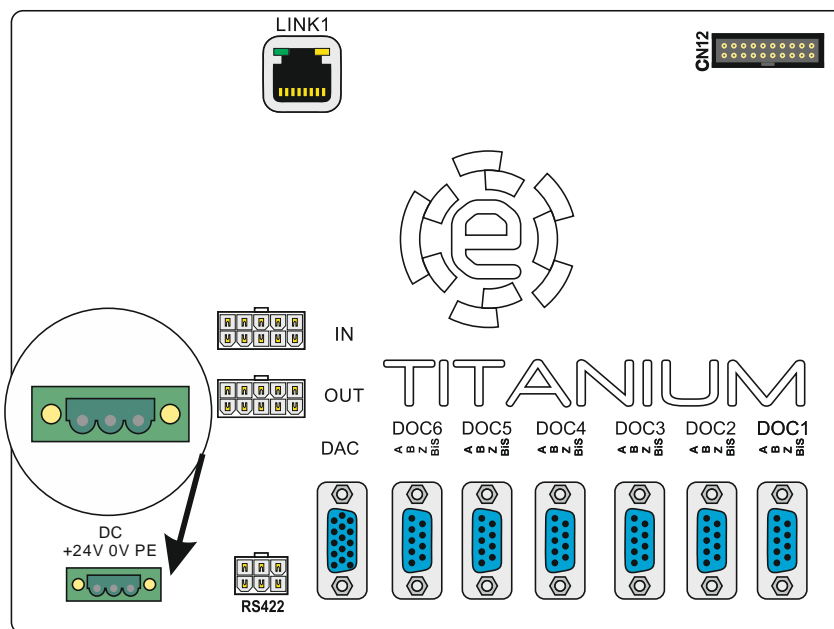 LINK1
CN12
IN
OUT
TITANIUM
DAC
DOC6
A B Z BiS
DOC5
A B Z BiS
DOC4
A B Z BiS
DOC3
A B Z BiS
DOC2
A B Z BiS
DOC1
A B Z BiS
DC
+24V 0V PE
RS422